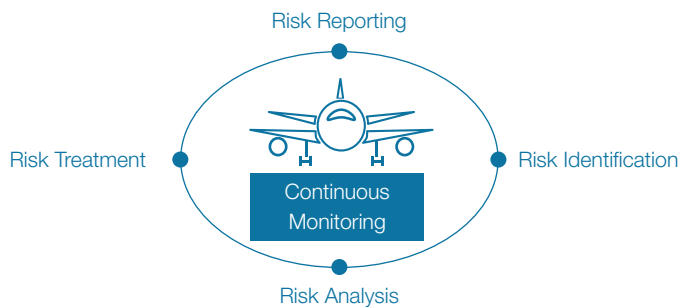 Risk Reporting
Risk Treatment
Risk Identification
Continuous
Monitoring
Risk Analysis